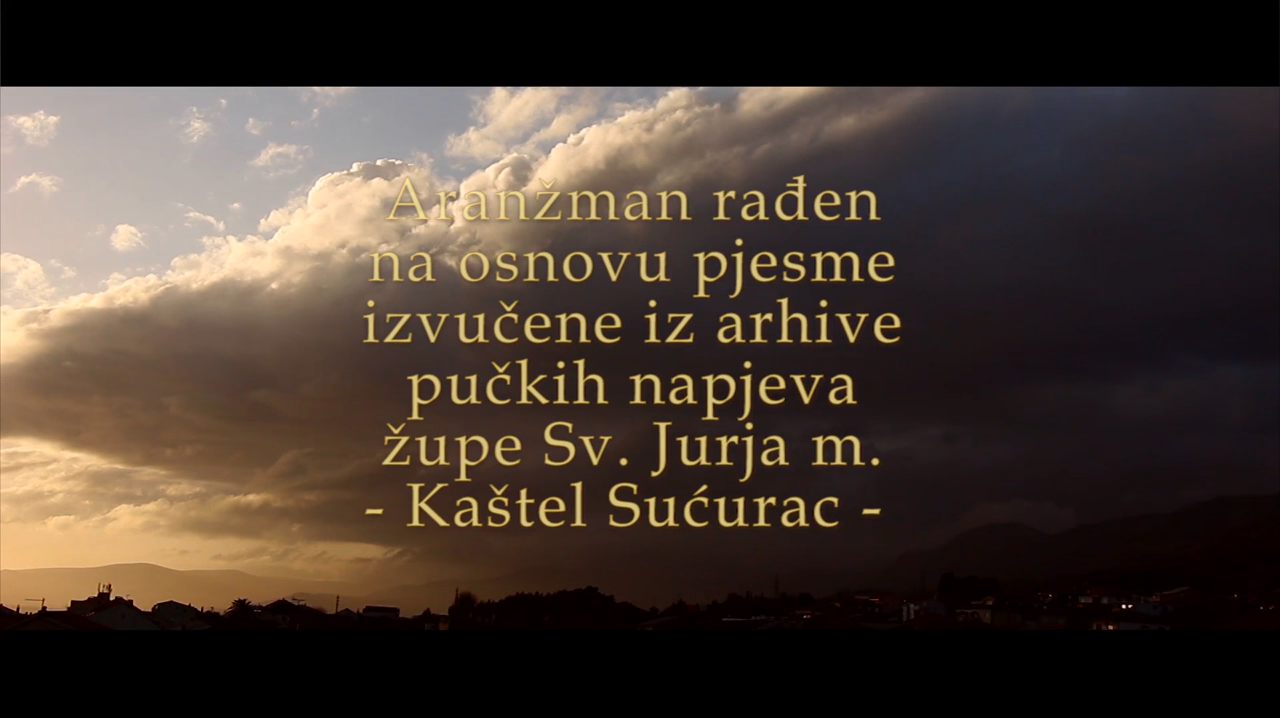 Aranžman rađen
na osnovu pjesme
izvučene iz arhive
pučkih napjeva
župe Sv. Jurja m.
- Kaštel Sućurac -